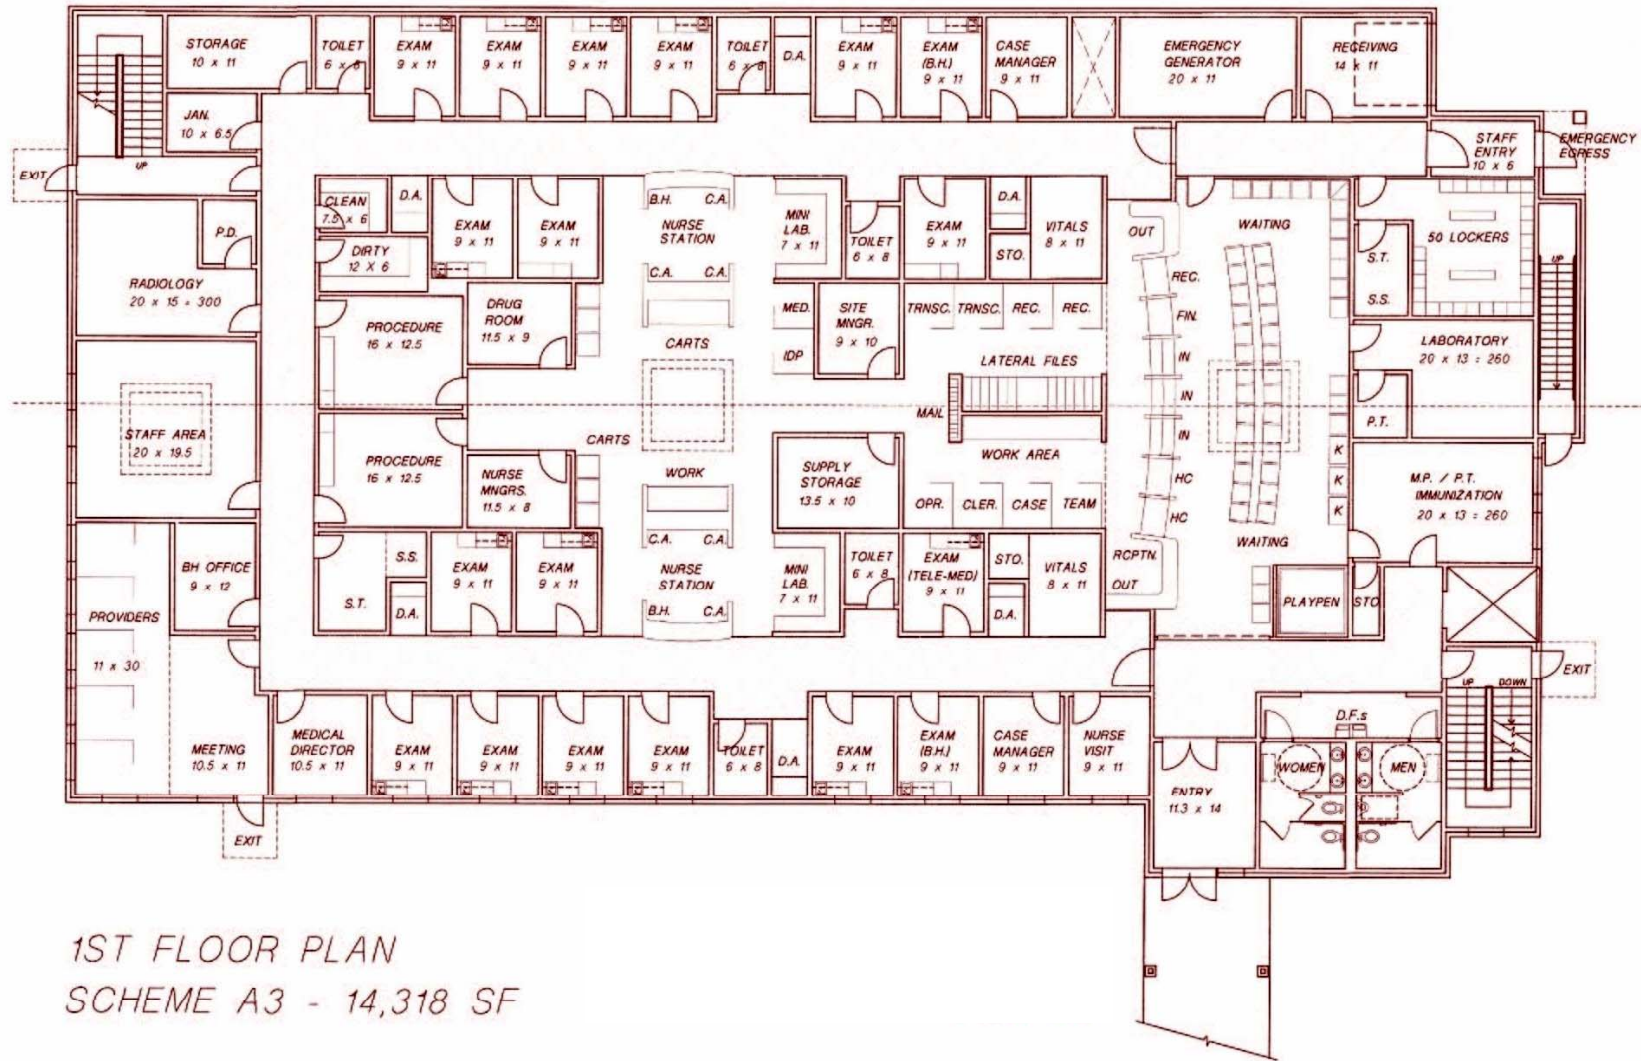 STORAGE
10 x 11
TOILET
6 x 8
EXAM
9 x 11
EXAM
9 x 11
EXAM
9 x 11
EXAM
9 x 11
TOILET
6 x 8
D.A.
EXAM
9 x 11
EXAM
(B.H.)
9 x 11
CASE
MANAGER
9 x 11
EMERGENCY
GENERATOR
20 x 11
RECEIVING
14 x 11
JAN.
10 x 6.5
UP
EXIT
STAFF
ENTRY
10 x 6
EMERGENCY
EGRESS
CLEAN
7.5 x 6
D.A.
EXAM
9 x 11
EXAM
9 x 11
B.H.
C.A.
NURSE
STATION
C.A.
C.A.
MINI
LAB.
7 x 11
TOILET
6 x 8
EXAM
9 x 11
D.A.
STO.
VITALS
8 x 11
OUT
WAITING
50 LOCKERS
S.T.
S.S.
UP
P.D.
RADIOLOGY
20 x 15 = 300
DIRTY
12 X 6
PROCEDURE
16 x 12.5
DRUG
ROOM
11.5 x 9
CARTS
MED.
IDP
SITE
MNGR.
9 x 10
TRNSC.
TRNSC.
REC.
REC.
LATERAL FILES
REC.
FIN.
IN
IN
IN
HC
HC
LABORATORY
20 x 13 = 260
P.T.
MAIL
STAFF AREA
20 x 19.5
PROCEDURE
16 x 12.5
CARTS
NURSE
MNGRS.
11.5 x 8
WORK
SUPPLY
STORAGE
13.5 x 10
WORK AREA
OPR.
CLER.
CASE
TEAM
K
K
K
M.P. / P.T.
IMMUNIZATION
20 x 13 = 260
WAITING
BH OFFICE
9 x 12
PROVIDERS
11 x 30
S.T.
S.S.
D.A.
EXAM
9 x 11
EXAM
9 x 11
C.A.
C.A.
NURSE
STATION
B.H.
C.A.
MINI
LAB.
7 x 11
TOILET
6 x 8
EXAM
(TELE-MED)
9 x 11
STO.
D.A.
VITALS
8 x 11
RCPTN.
OUT
PLAYPEN
STO
EXIT
UP
DOWN
D.F.s
MEETING
10.5 x 11
MEDICAL
DIRECTOR
10.5 x 11
EXAM
9 x 11
EXAM
9 x 11
EXAM
9 x 11
EXAM
9 x 11
TOILET
6 x 8
D.A.
EXAM
9 x 11
EXAM
(B.H.)
9 x 11
CASE
MANAGER
9 x 11
NURSE
VISIT
9 x 11
ENTRY
11.3 x 14
WOMEN
MEN
EXIT
1ST FLOOR PLAN
SCHEME A3 - 14,318 SF